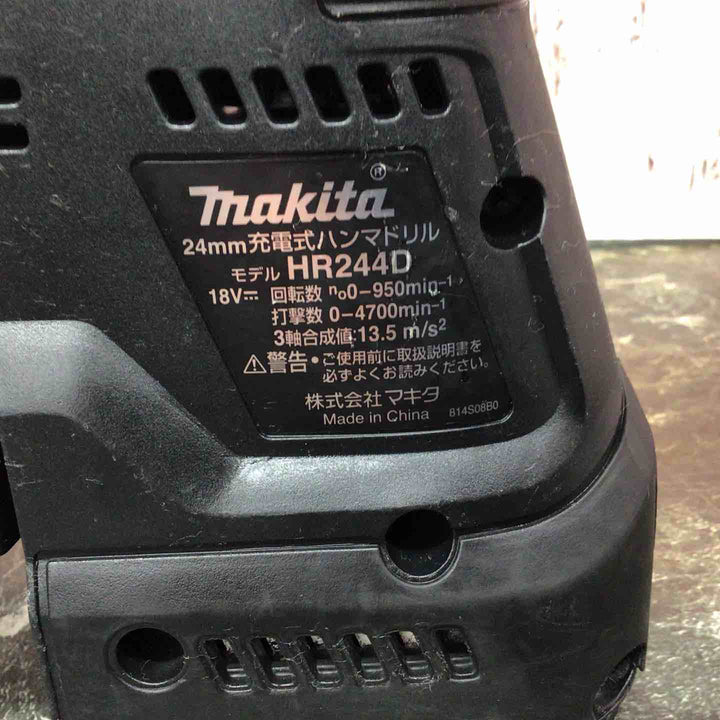 makita®
24mm充電式ハンマドリル
モデル HR244D
18V⎓ 回転数 n₀0-950min⁻¹
打撃数 0-4700min⁻¹
3軸合成値:13.5 m/s²
⚠警告・ご使用前に取扱説明書を
必ずよくお読みください。
株式会社マキタ
Made in China 814S08B0